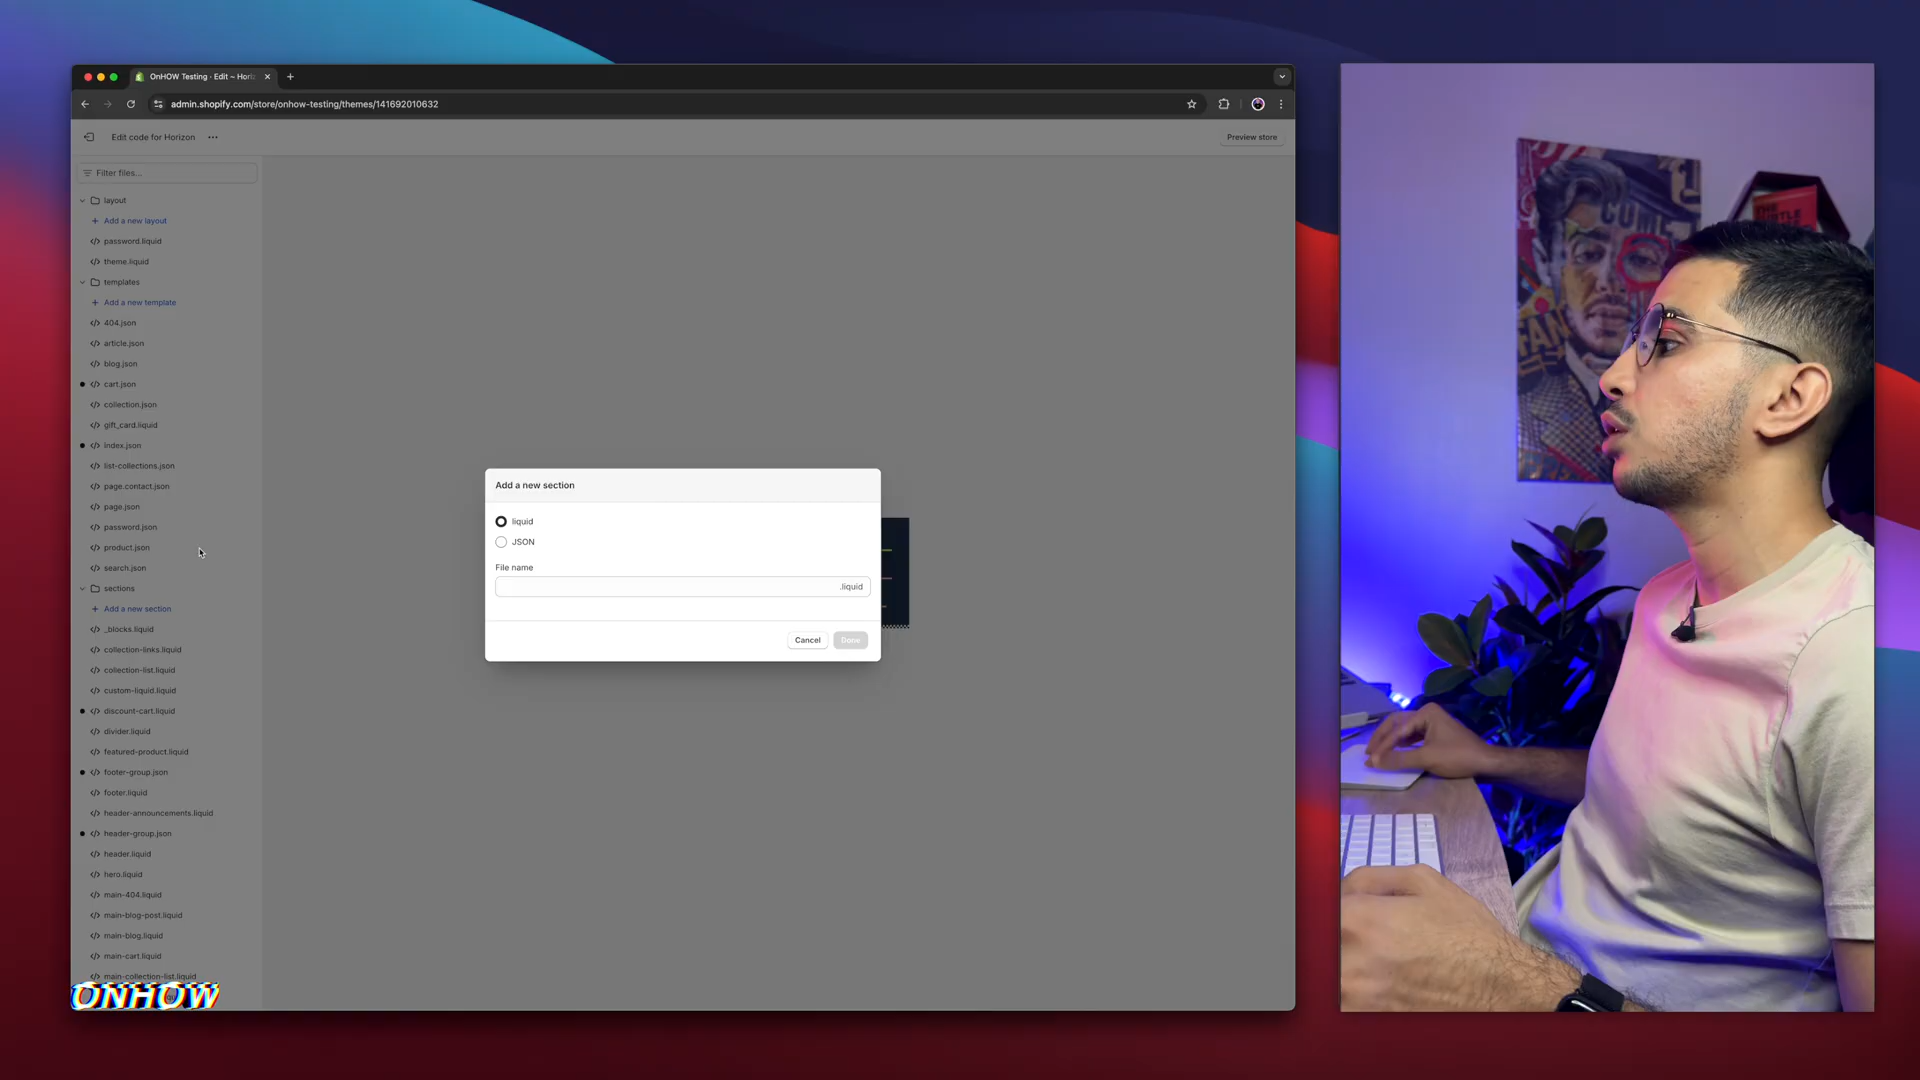 OnHOW Testing · Edit ~ Horiz
admin.shopify.com/store/onhow-testing/themes/141692010632
Edit code for Horizon
Preview store
Filter files...
layout
Add a new layout
password.liquid
theme.liquid
templates
Add a new template
404.json
article.json
blog.json
cart.json
collection.json
gift_card.liquid
index.json
list-collections.json
page.contact.json
page.json
password.json
product.json
search.json
sections
Add a new section
_blocks.liquid
collection-links.liquid
collection-list.liquid
custom-liquid.liquid
discount-cart.liquid
divider.liquid
featured-product.liquid
footer-group.json
footer.liquid
header-announcements.liquid
header-group.json
header.liquid
hero.liquid
main-404.liquid
main-blog-post.liquid
main-blog.liquid
main-cart.liquid
main-collection-list.liquid
ONHOW
Add a new section
liquid
JSON
File name
.liquid
Cancel
Done
THE
SUBTLE